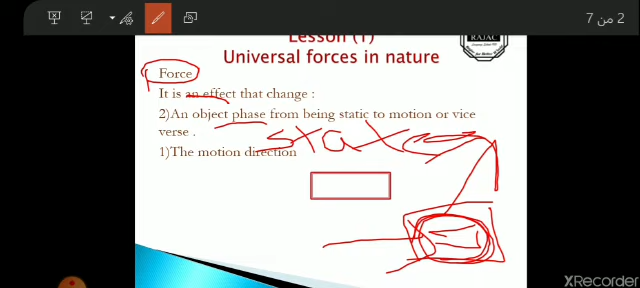 2 من 7
Lesson (1)
RAJAC
Universal forces in nature
Force
It is an effect that change :
2)An object phase from being static to motion or vice
verse .
state
1)The motion direction
XRecorder